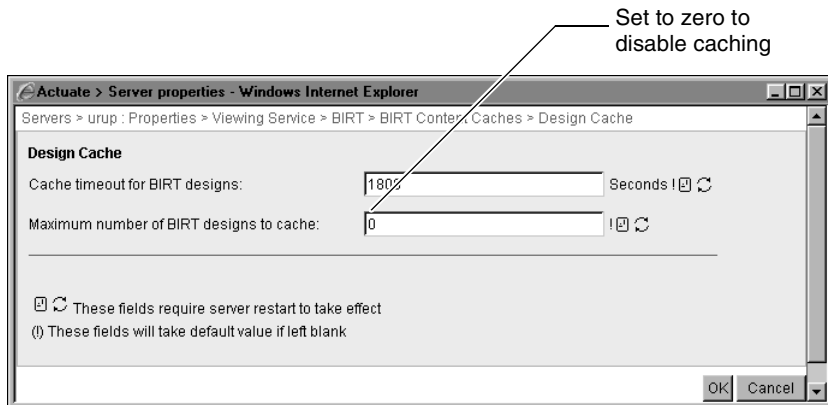 Set to zero to
disable caching
Actuate > Server properties - Windows Internet Explorer
Servers > urup : Properties > Viewing Service > BIRT > BIRT Content Caches > Design Cache
Design Cache
Cache timeout for BIRT designs: 1800 Seconds !
Maximum number of BIRT designs to cache: 0 !
These fields require server restart to take effect
(!) These fields will take default value if left blank
OK Cancel